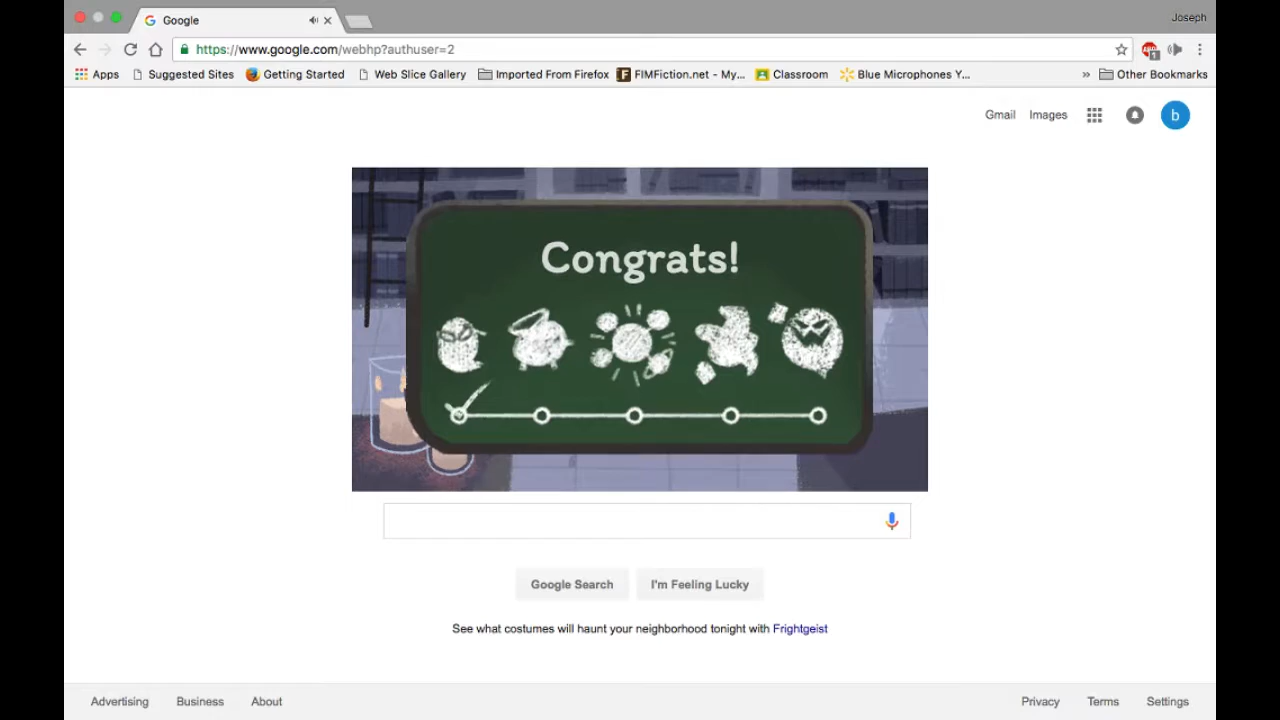 Google
Joseph
https://www.google.com/webhp?authuser=2
1
Apps Suggested Sites Getting Started Web Slice Gallery Imported From Firefox FIMFiction.net - My... Classroom Blue Microphones Y... » Other Bookmarks
Gmail Images b
Congrats!
Google Search I'm Feeling Lucky
See what costumes will haunt your neighborhood tonight with Frightgeist
Advertising Business About Privacy Terms Settings